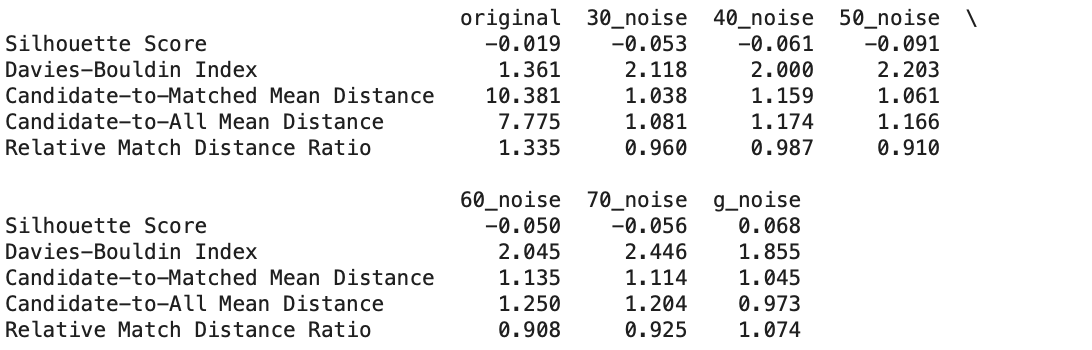 original 30_noise 40_noise 50_noise \
Silhouette Score -0.019 -0.053 -0.061 -0.091
Davies-Bouldin Index 1.361 2.118 2.000 2.203
Candidate-to-Matched Mean Distance 10.381 1.038 1.159 1.061
Candidate-to-All Mean Distance 7.775 1.081 1.174 1.166
Relative Match Distance Ratio 1.335 0.960 0.987 0.910
60_noise 70_noise g_noise
Silhouette Score -0.050 -0.056 0.068
Davies-Bouldin Index 2.045 2.446 1.855
Candidate-to-Matched Mean Distance 1.135 1.114 1.045
Candidate-to-All Mean Distance 1.250 1.204 0.973
Relative Match Distance Ratio 0.908 0.925 1.074